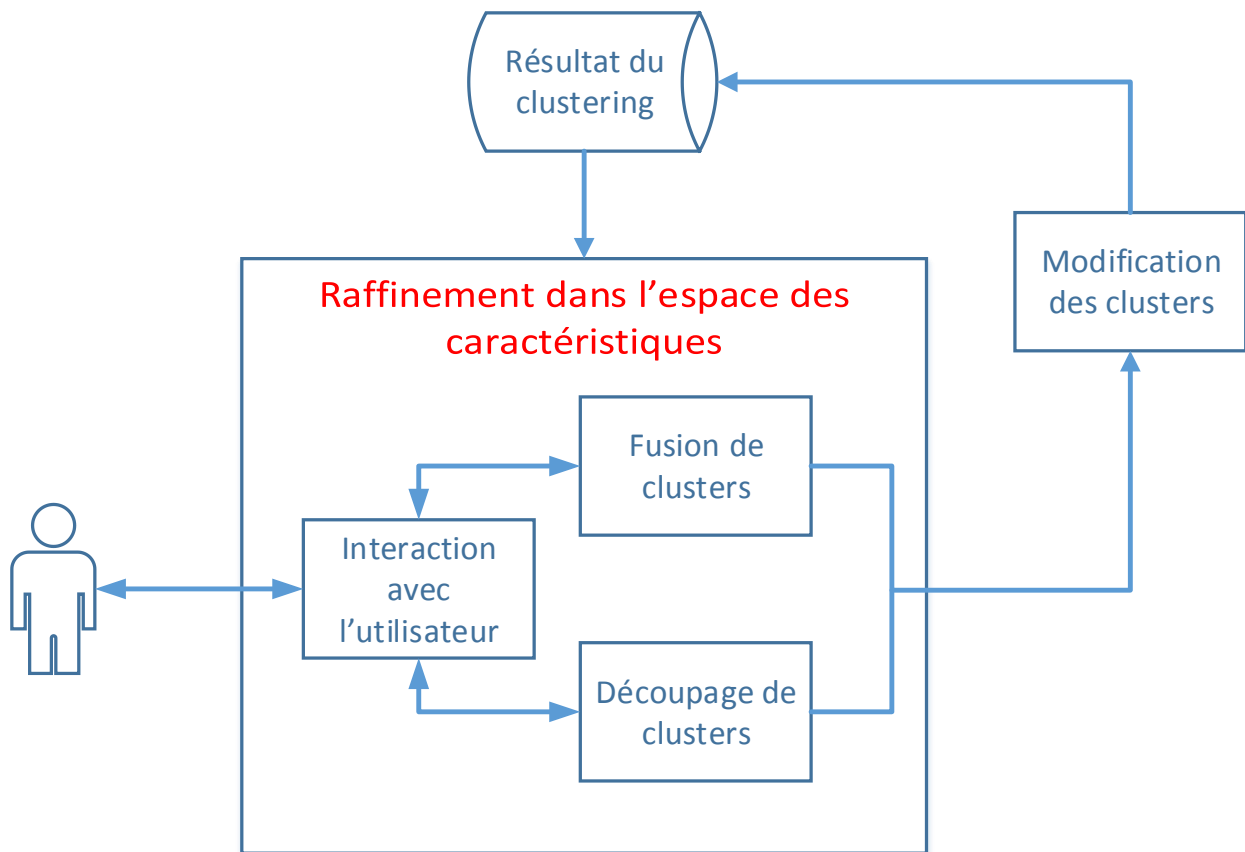 Résultat du
clustering
Modification
des clusters
Raffinement dans l’espace des
caractéristiques
Fusion de
clusters
Interaction
avec
l’utilisateur
Découpage de
clusters